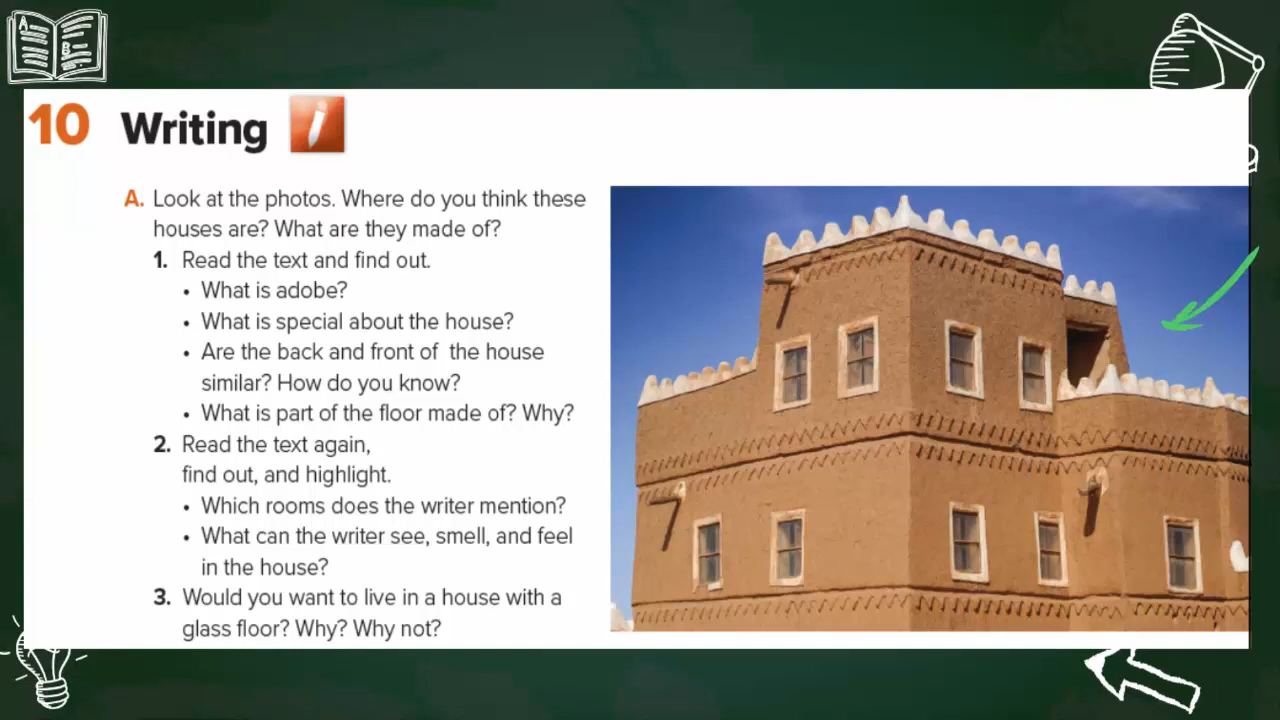 10 Writing
A. Look at the photos. Where do you think these
houses are? What are they made of?
1. Read the text and find out.
• What is adobe?
• What is special about the house?
• Are the back and front of the house
similar? How do you know?
• What is part of the floor made of? Why?
2. Read the text again,
find out, and highlight.
• Which rooms does the writer mention?
• What can the writer see, smell, and feel
in the house?
3. Would you want to live in a house with a
glass floor? Why? Why not?